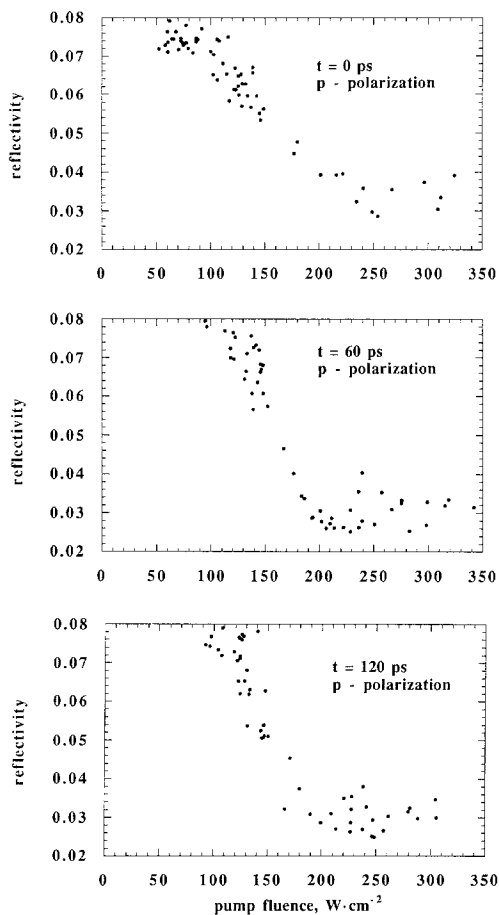 0.08
0.07
0.06
0.05
0.04
0.03
0.02
reflectivity
t = 0 ps
p - polarization
0 50 100 150 200 250 300 350
0.08
0.07
0.06
0.05
0.04
0.03
0.02
reflectivity
t = 60 ps
p - polarization
0 50 100 150 200 250 300 350
0.08
0.07
0.06
0.05
0.04
0.03
0.02
reflectivity
t = 120 ps
p - polarization
0 50 100 150 200 250 300 350
pump fluence, W·cm⁻²